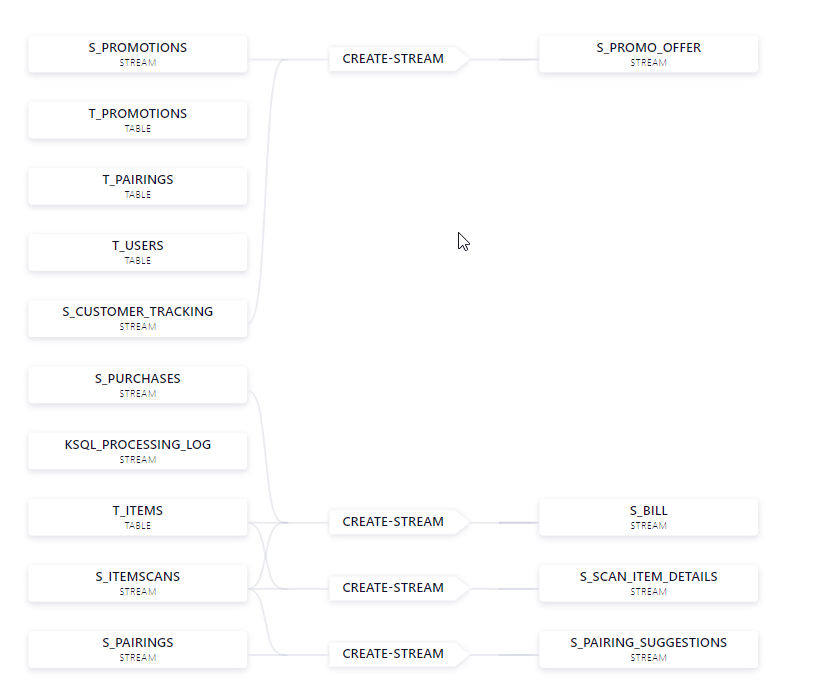 S_PROMOTIONS
STREAM
CREATE-STREAM
S_PROMO_OFFER
STREAM
T_PROMOTIONS
TABLE
T_PAIRINGS
TABLE
T_USERS
TABLE
S_CUSTOMER_TRACKING
STREAM
S_PURCHASES
STREAM
KSQL_PROCESSING_LOG
STREAM
T_ITEMS
TABLE
CREATE-STREAM
S_BILL
STREAM
S_ITEMSCANS
STREAM
CREATE-STREAM
S_SCAN_ITEM_DETAILS
STREAM
S_PAIRINGS
STREAM
CREATE-STREAM
S_PAIRING_SUGGESTIONS
STREAM